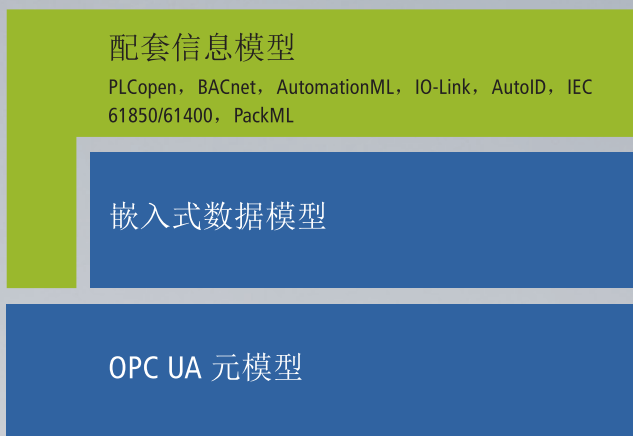 配套信息模型
PLCopen，BACnet，AutomationML，IO-Link，AutoID，IEC
61850/61400，PackML
嵌入式数据模型
OPC UA 元模型